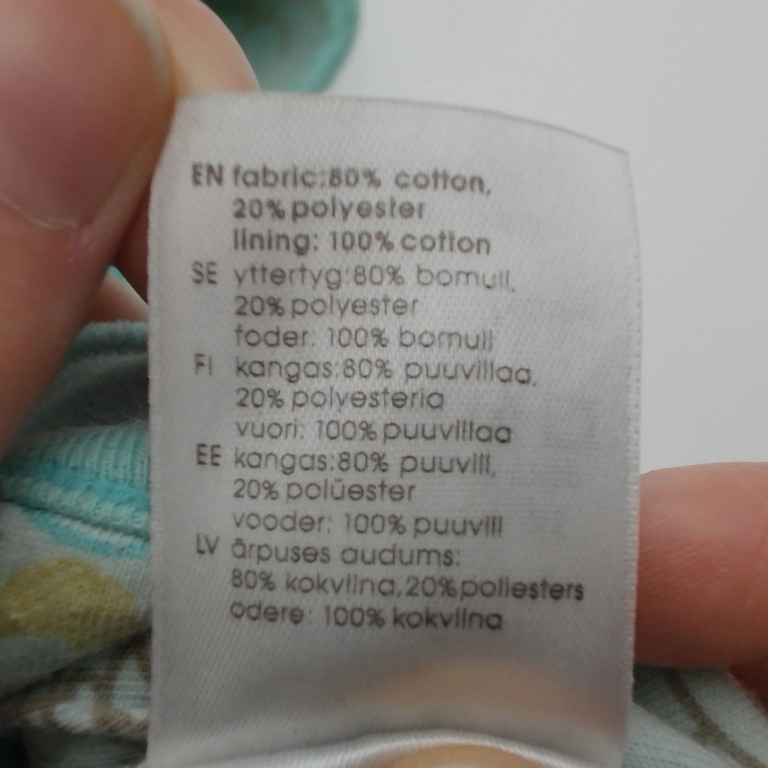 EN fabric:80% cotton,
20% polyester
lining: 100% cotton
SE yttertyg:80% bomull,
20% polyester
foder: 100% bomull
FI kangas:80% puuvillaa,
20% polyesteria
vuori: 100% puuvillaa
EE kangas:80% puuvill,
20% polüester
vooder: 100% puuvill
LV ārpuses audums:
80% kokvilna,20%poliesters
odere: 100% kokvilna